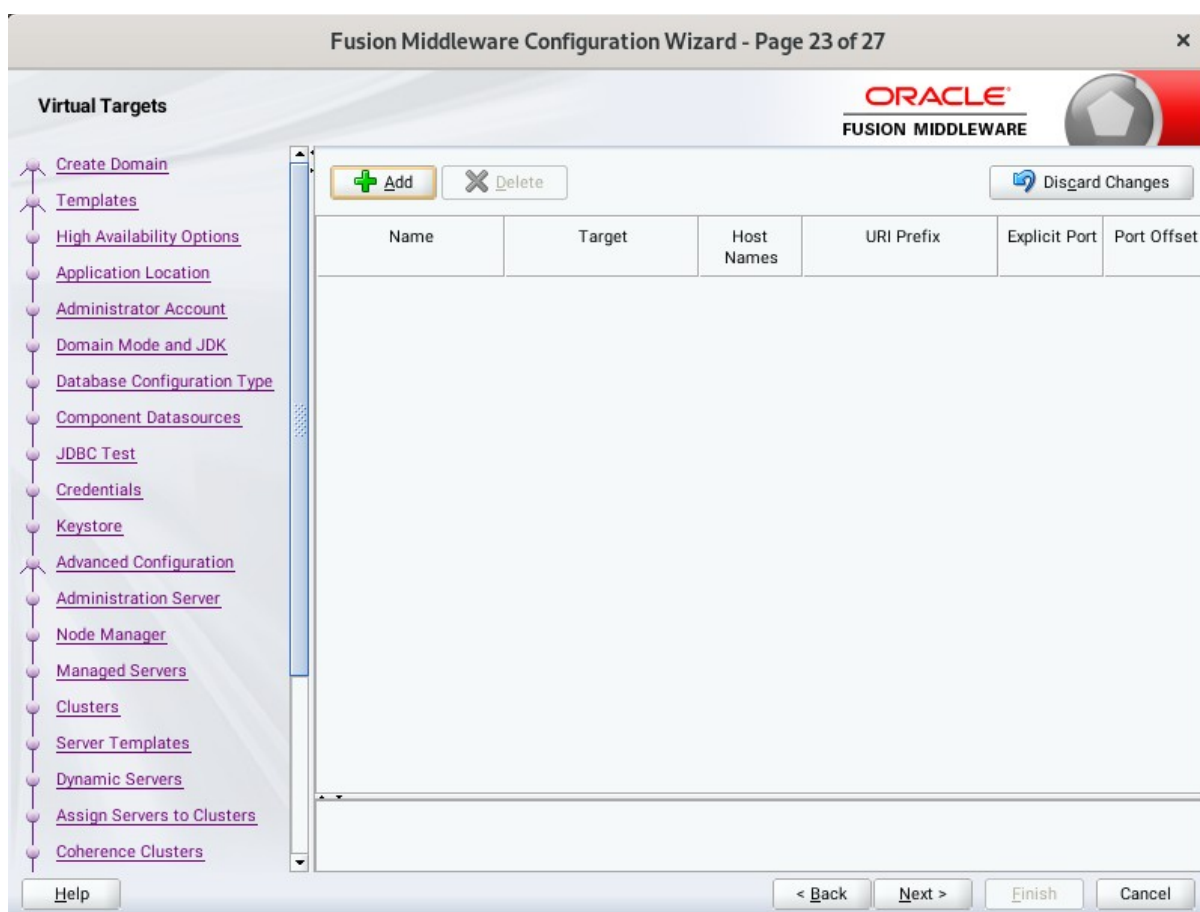 Fusion Middleware Configuration Wizard - Page 23 of 27
Virtual Targets
ORACLE
FUSION MIDDLEWARE
Create Domain
Templates
High Availability Options
Application Location
Administrator Account
Domain Mode and JDK
Database Configuration Type
Component Datasources
JDBC Test
Credentials
Keystore
Advanced Configuration
Administration Server
Node Manager
Managed Servers
Clusters
Server Templates
Dynamic Servers
Assign Servers to Clusters
Coherence Clusters
Add
Delete
Discard Changes
Name
Target
Host
Names
URI Prefix
Explicit Port
Port Offset
Help
< Back
Next >
Finish
Cancel